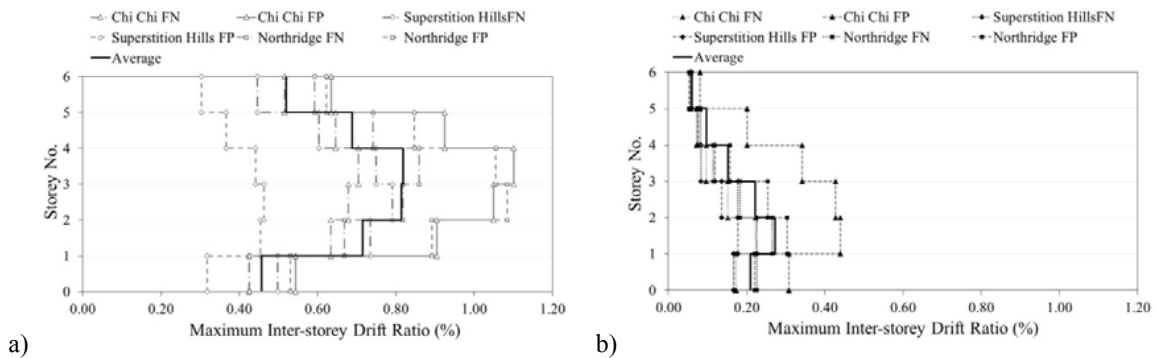 Chi Chi FN Chi Chi FP Superstition HillsFN
Superstition Hills FP Northridge FN Northridge FP
Average
6
5
4
3
2
1
0
Storey No.
0.00 0.20 0.40 0.60 0.80 1.00 1.20
Maximum Inter-storey Drift Ratio (%)
a)
Chi Chi FN Chi Chi FP Superstition HillsFN
Superstition Hills FP Northridge FN Northridge FP
Average
6
5
4
3
2
1
0
Storey No.
0.00 0.20 0.40 0.60 0.80 1.00 1.20
Maximum Inter-storey Drift Ratio (%)
b)